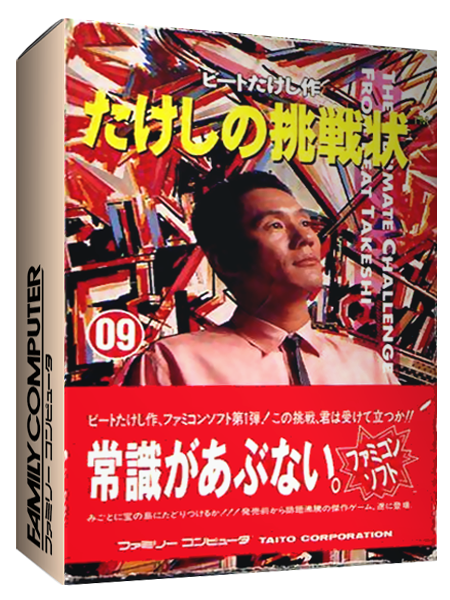 ビートたけし作
たけしの挑戦状
THE
MATE CHALLENGE
FRO
EAT TAKESHI
09
ビートたけし作、ファミコンソフト第1弾!この挑戦、君は受けて立つか!!
常識があぶない。
ファミコン
ソフト
みごとに宝の島にたどりつけるか!!!発売前から話題沸騰の傑作ゲーム、遂に登場。
ファミリー コンピュータ TAITO CORPORATION
FAMILY COMPUTER
ファミリー コンピュータ